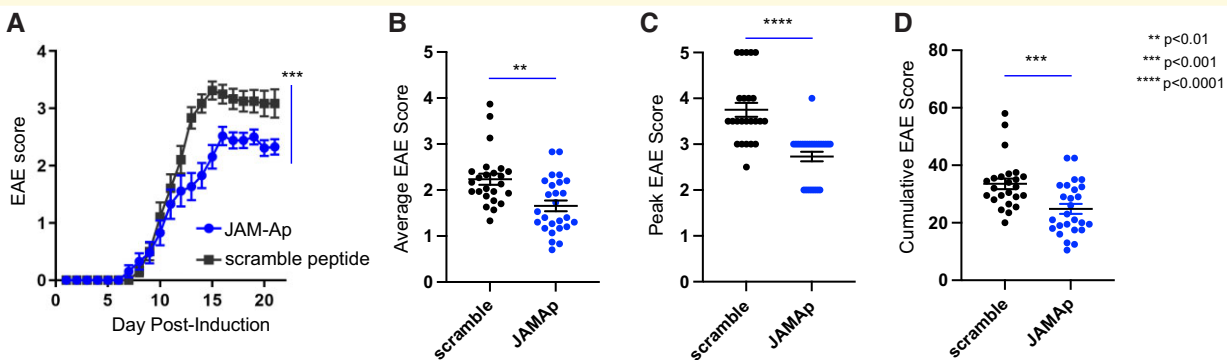 A
4
3
2
1
0
EAE score
***
JAM-Ap
scramble peptide
0 5 10 15 20
Day Post-Induction
B
5
4
3
2
1
0
Average EAE Score
**
scramble
JAMAp
C
5
4
3
2
1
0
Peak EAE Score
****
scramble
JAMAp
D
80
60
40
20
0
Cumulative EAE Score
***
scramble
JAMAp
** p<0.01
*** p<0.001
**** p<0.0001